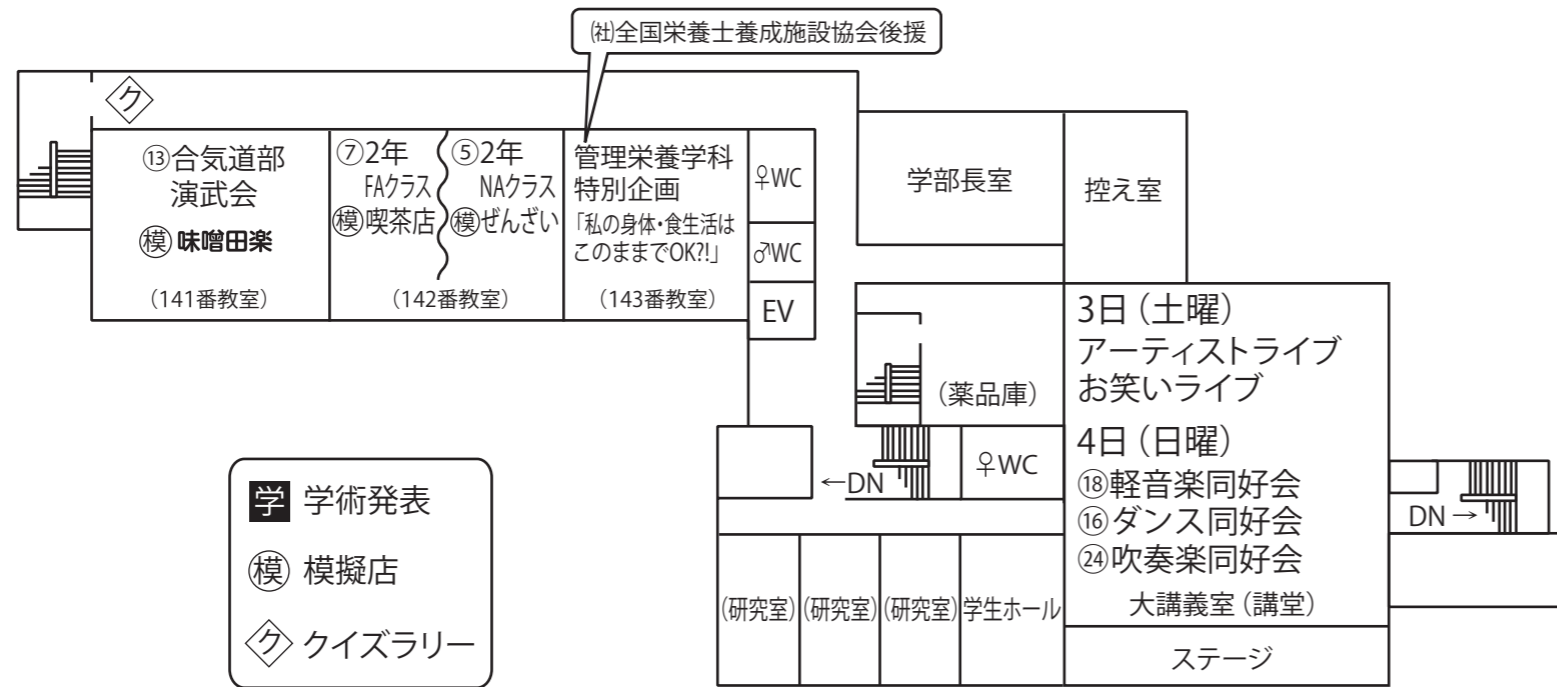 ㈳全国栄養士養成施設協会後援
ク
⑬合気道部
演武会
模 味噌田楽
(141番教室)
⑦2年
FAクラス
模喫茶店
⑤2年
NAクラス
模ぜんざい
(142番教室)
管理栄養学科
特別企画
「私の身体・食生活は
このままでOK?!」
(143番教室)
♀WC
♂WC
EV
学部長室
控え室
(薬品庫)
♀WC
←DN
3日(土曜)
アーティストライブ
お笑いライブ
4日(日曜)
⑱軽音楽同好会
⑯ダンス同好会
㉔吹奏楽同好会
大講義室(講堂)
ステージ
DN→
(研究室)
(研究室)
(研究室)
学生ホール
学 学術発表
模 模擬店
ク クイズラリー